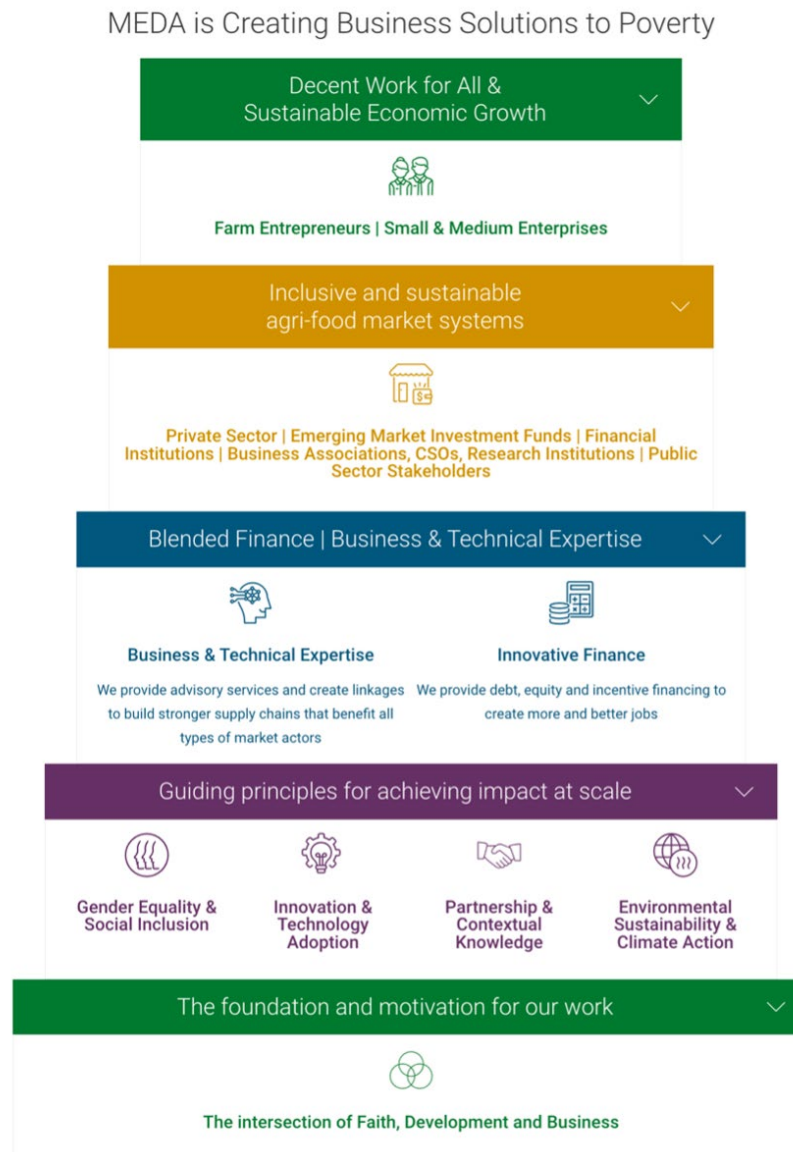 MEDA is Creating Business Solutions to Poverty
Decent Work for All &
Sustainable Economic Growth
Farm Entrepreneurs | Small & Medium Enterprises
Inclusive and sustainable
agri-food market systems
Private Sector | Emerging Market Investment Funds | Financial
Institutions | Business Associations, CSOs, Research Institutions | Public
Sector Stakeholders
Blended Finance | Business & Technical Expertise
Business & Technical Expertise
We provide advisory services and create linkages
to build stronger supply chains that benefit all
types of market actors
Innovative Finance
We provide debt, equity and incentive financing to
create more and better jobs
Guiding principles for achieving impact at scale
Gender Equality &
Social Inclusion
Innovation &
Technology
Adoption
Partnership &
Contextual
Knowledge
Environmental
Sustainability &
Climate Action
The foundation and motivation for our work
The intersection of Faith, Development and Business